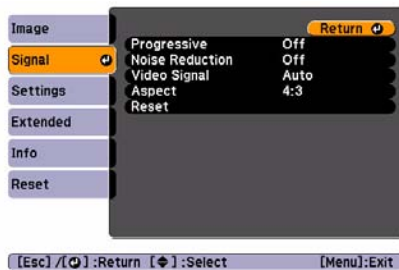 Image
Signal
Settings
Extended
Info
Reset
Return
Progressive Off
Noise Reduction Off
Video Signal Auto
Aspect 4:3
Reset
[Esc] /[⏎] :Return [◆] :Select [Menu]:Exit